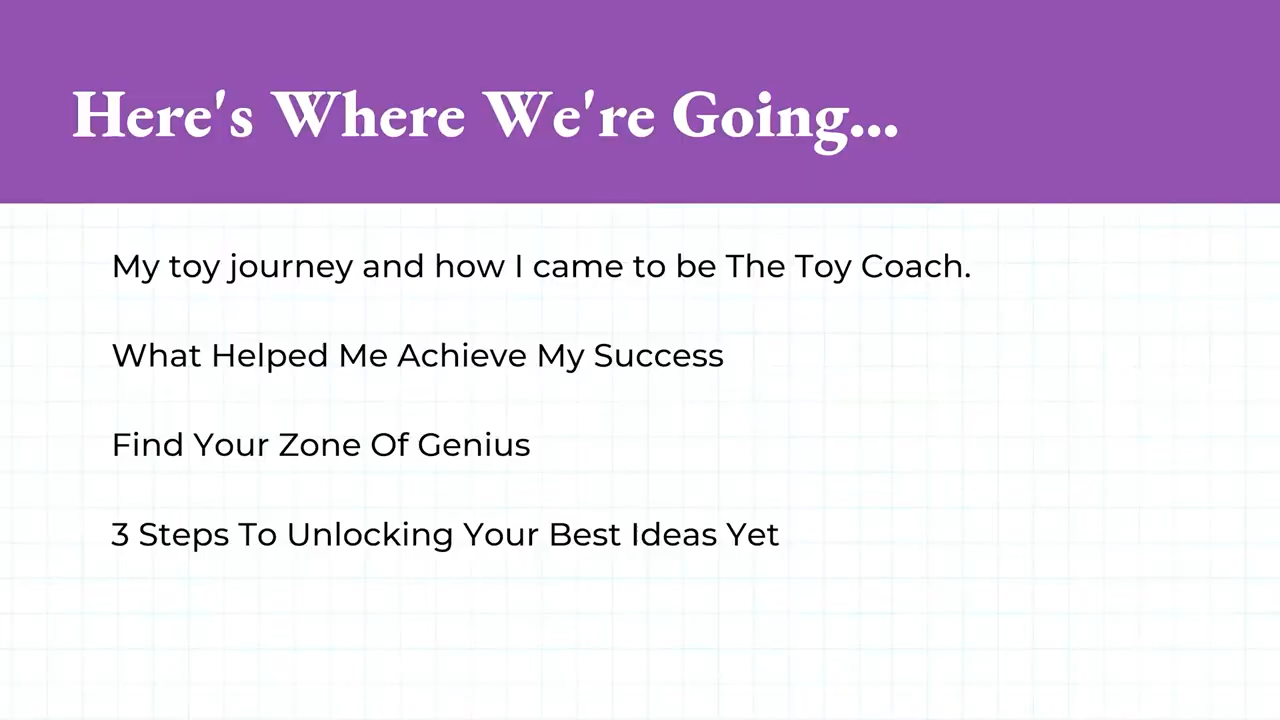 Here's Where We're Going...
My toy journey and how I came to be The Toy Coach.
What Helped Me Achieve My Success
Find Your Zone Of Genius
3 Steps To Unlocking Your Best Ideas Yet